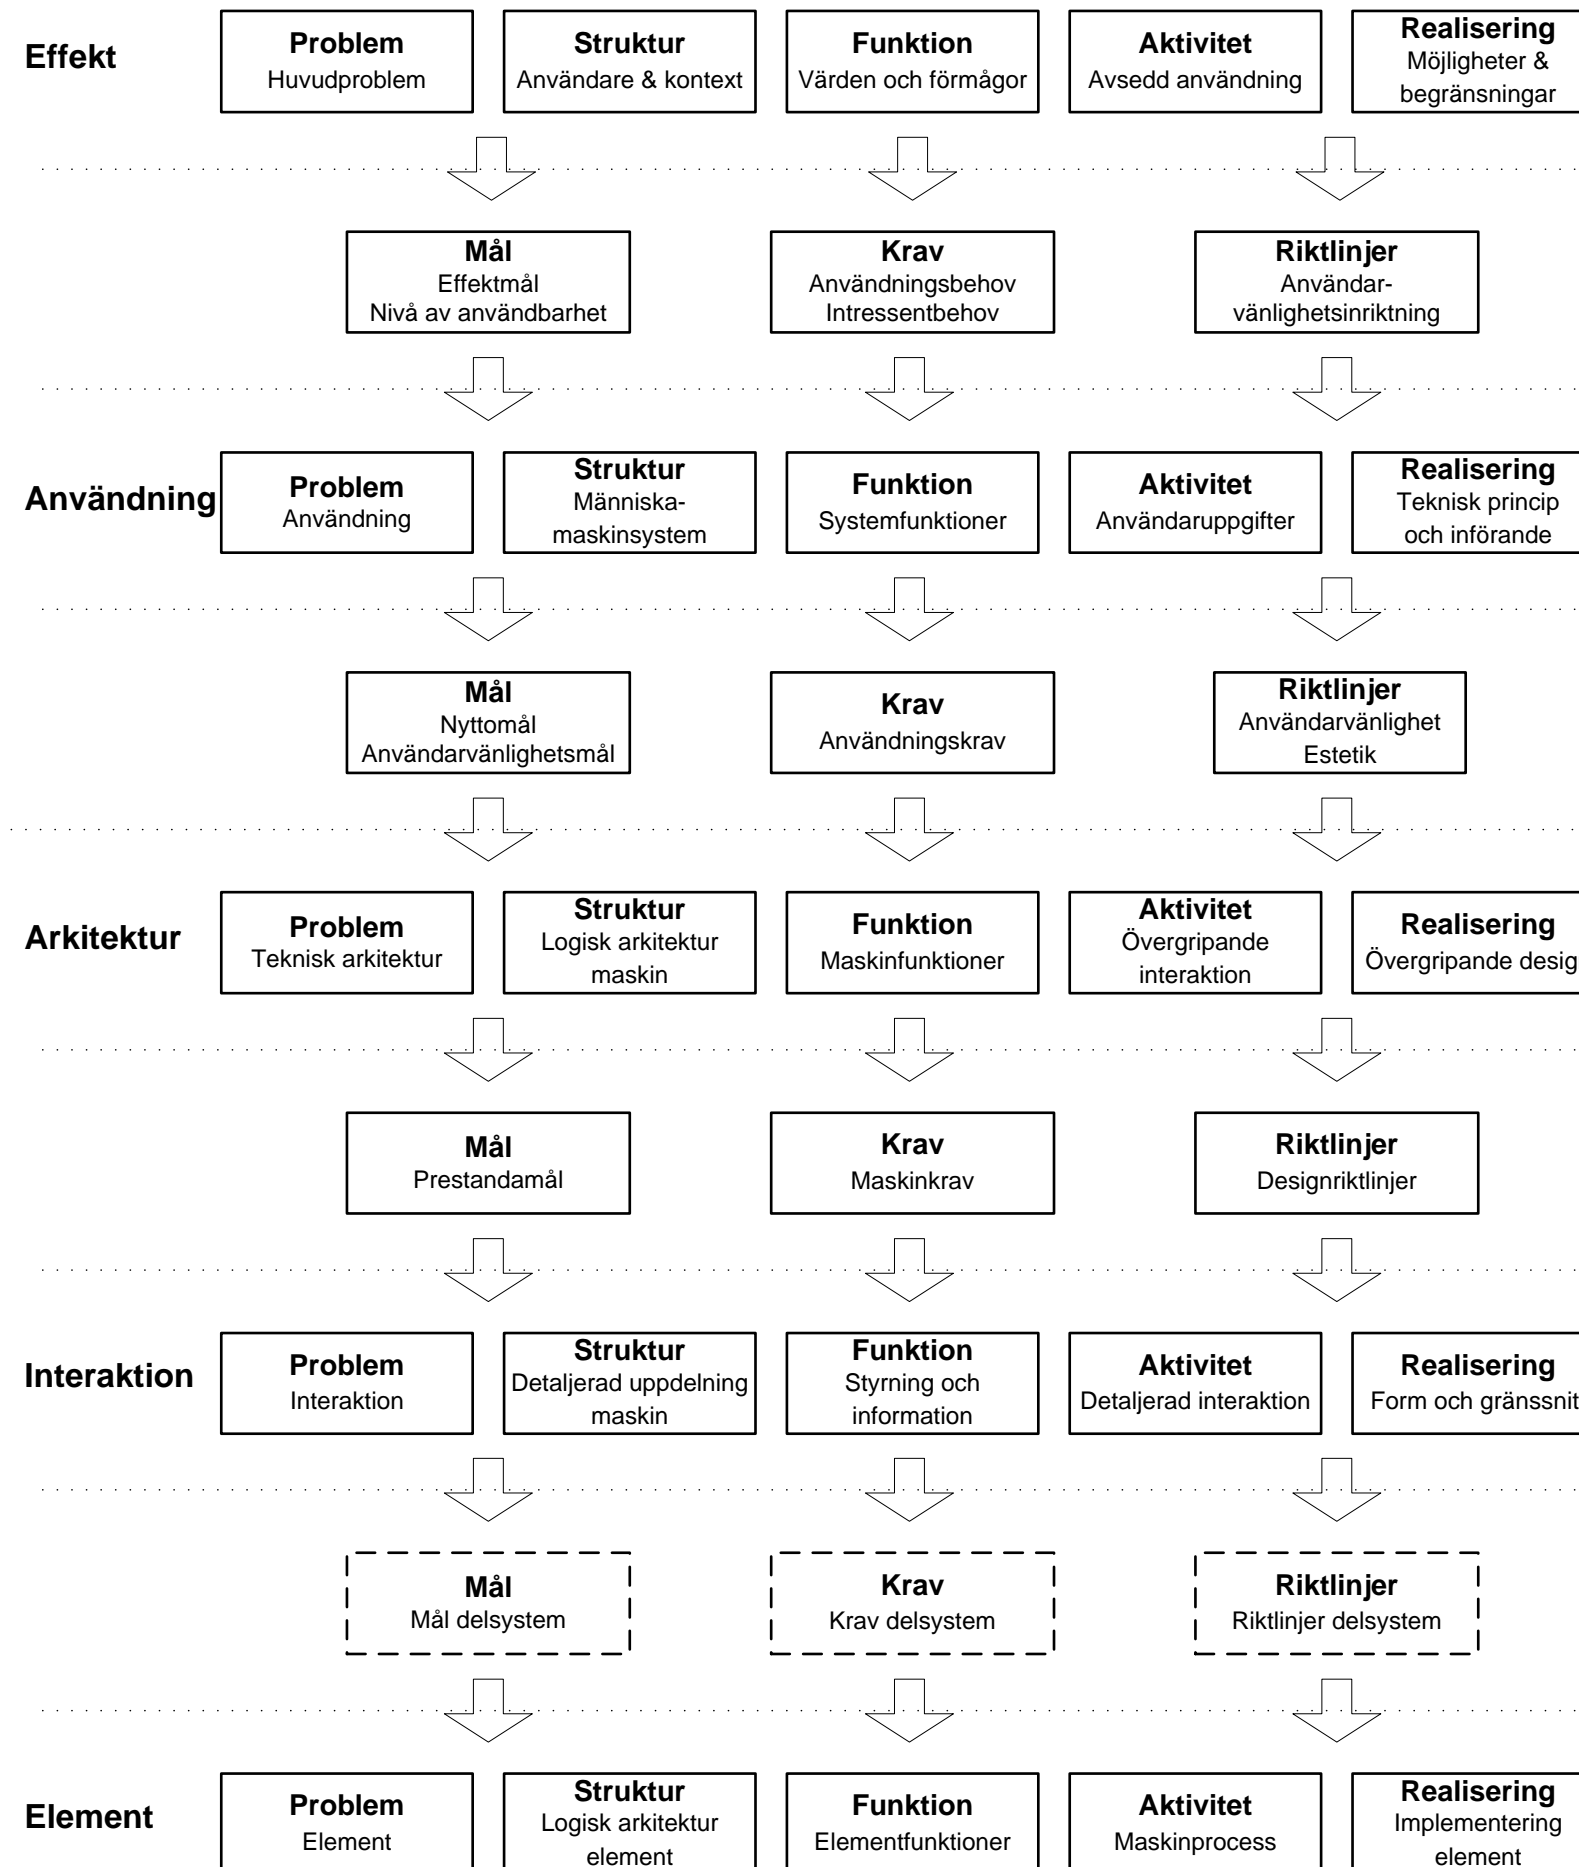 Effekt
Problem
Huvudproblem
Struktur
Användare & kontext
Funktion
Värden och förmågor
Aktivitet
Avsedd användning
Realisering
Möjligheter &
begränsningar
Mål
Effektmål
Nivå av användbarhet
Krav
Användningsbehov
Intressentbehov
Riktlinjer
Användar-
vänlighetsinriktning
Användning
Problem
Användning
Struktur
Människa-
maskinsystem
Funktion
Systemfunktioner
Aktivitet
Användaruppgifter
Realisering
Teknisk princip
och införande
Mål
Nyttomål
Användarvänlighetsmål
Krav
Användningskrav
Riktlinjer
Användarvänlighet
Estetik
Arkitektur
Problem
Teknisk arkitektur
Struktur
Logisk arkitektur
maskin
Funktion
Maskinfunktioner
Aktivitet
Övergripande
interaktion
Realisering
Övergripande desig
Mål
Prestandamål
Krav
Maskinkrav
Riktlinjer
Designriktlinjer
Interaktion
Problem
Interaktion
Struktur
Detaljerad uppdelning
maskin
Funktion
Styrning och
information
Aktivitet
Detaljerad interaktion
Realisering
Form och gränssnit
Mål
Mål delsystem
Krav
Krav delsystem
Riktlinjer
Riktlinjer delsystem
Element
Problem
Element
Struktur
Logisk arkitektur
element
Funktion
Elementfunktioner
Aktivitet
Maskinprocess
Realisering
Implementering
element